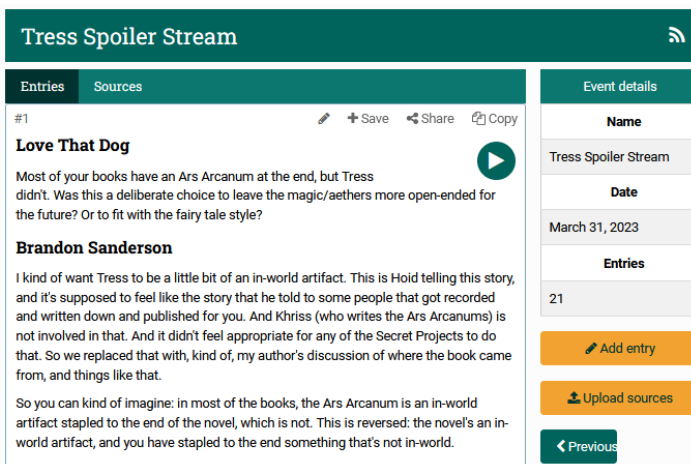 Tress Spoiler Stream
Entries Sources
#1 Save Share Copy
Love That Dog
Most of your books have an Ars Arcanum at the end, but Tress
didn't. Was this a deliberate choice to leave the magic/aethers more open-ended for
the future? Or to fit with the fairy tale style?
Brandon Sanderson
I kind of want Tress to be a little bit of an in-world artifact. This is Hoid telling this story,
and it's supposed to feel like the story that he told to some people that got recorded
and written down and published for you. And Khriss (who writes the Ars Arcanums) is
not involved in that. And it didn't feel appropriate for any of the Secret Projects to do
that. So we replaced that with, kind of, my author's discussion of where the book came
from, and things like that.
So you can kind of imagine: in most of the books, the Ars Arcanum is an in-world
artifact stapled to the end of the novel, which is not. This is reversed: the novel's an in-
world artifact, and you have stapled to the end something that's not in-world.
Event details
Name
Tress Spoiler Stream
Date
March 31, 2023
Entries
21
Add entry
Upload sources
Previous